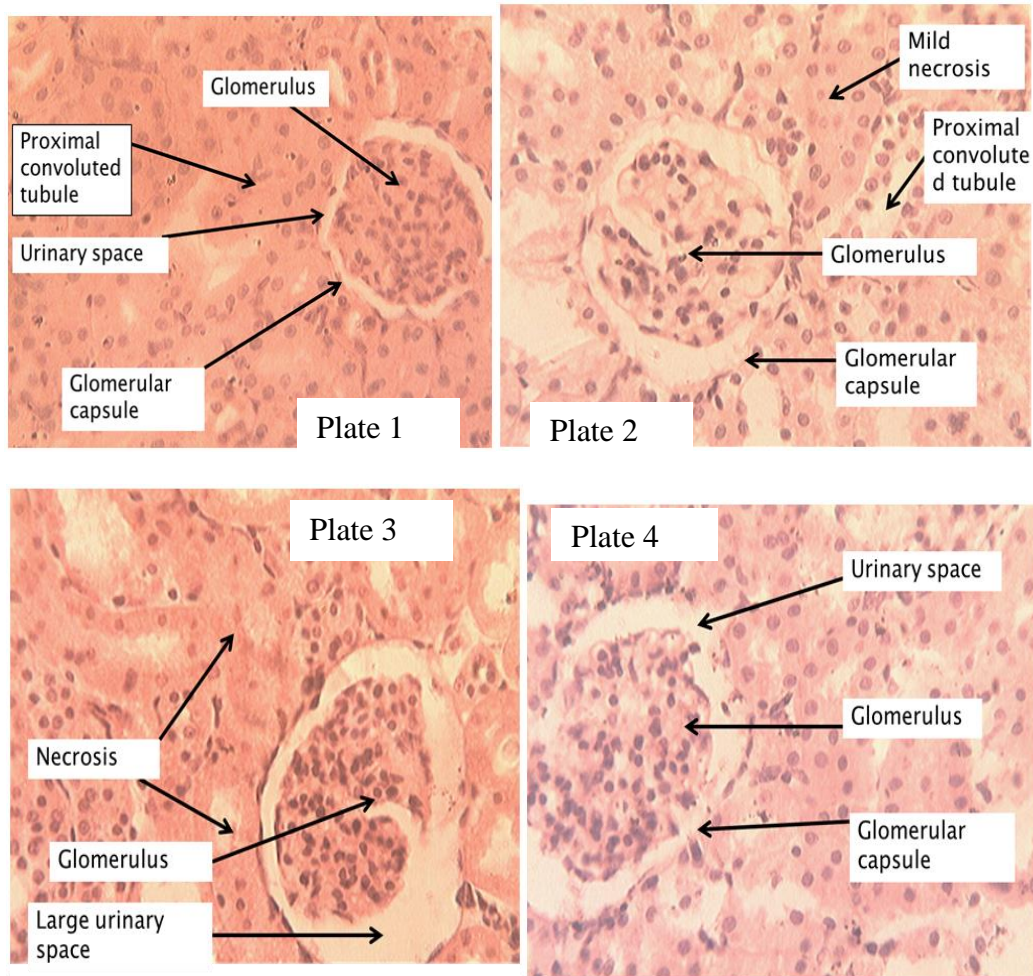 Glomerulus
Proximal
convoluted
tubule
Urinary space
Glomerular
capsule
Plate 1
Mild
necrosis
Proximal
convolute
d tubule
Glomerulus
Glomerular
capsule
Plate 2
Plate 3
Necrosis
Glomerulus
Large urinary
space
Plate 4
Urinary space
Glomerulus
Glomerular
capsule